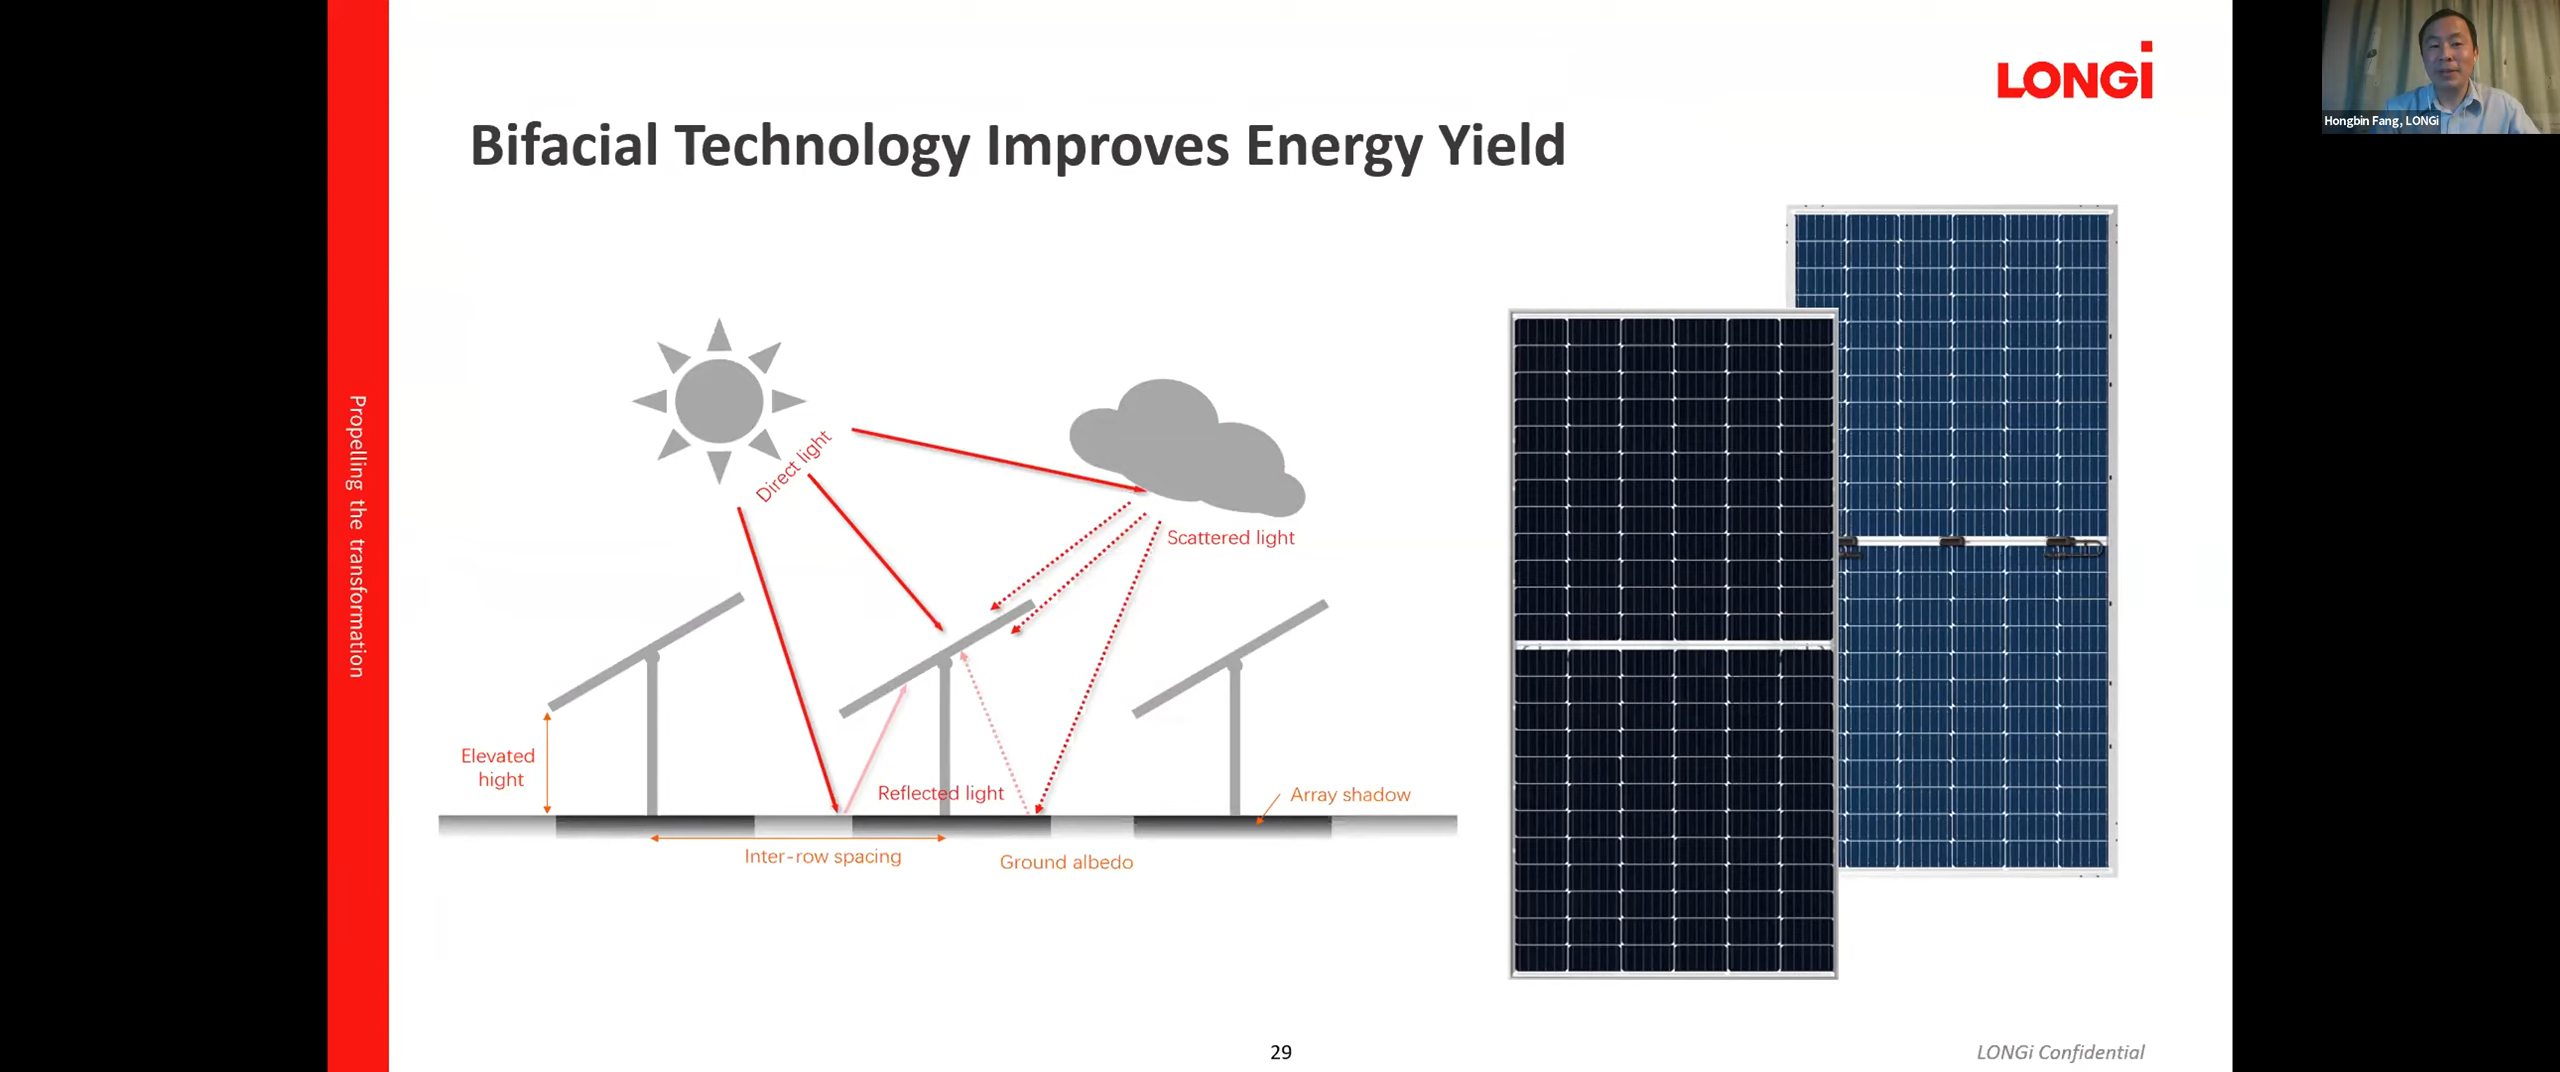 LONGi
Hongbin Fang, LONGi
Bifacial Technology Improves Energy Yield
Propelling the transformation
Direct light
Scattered light
Elevated
hight
Reflected light
Array shadow
Inter-row spacing
Ground albedo
29
LONGi Confidential